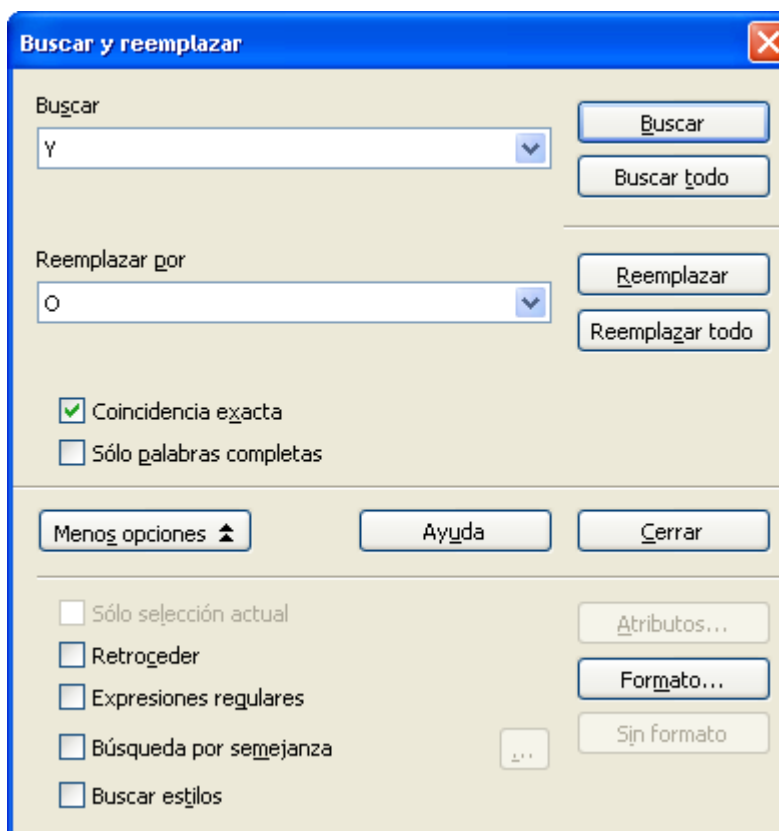 Buscar y reemplazar
Buscar
Y
Buscar
Buscar todo
Reemplazar por
O
Reemplazar
Reemplazar todo
Coincidencia exacta
Sólo palabras completas
Menos opciones
Ayuda
Cerrar
Sólo selección actual
Atributos...
Retroceder
Formato...
Expresiones regulares
Búsqueda por semejanza
...
Sin formato
Buscar estilos